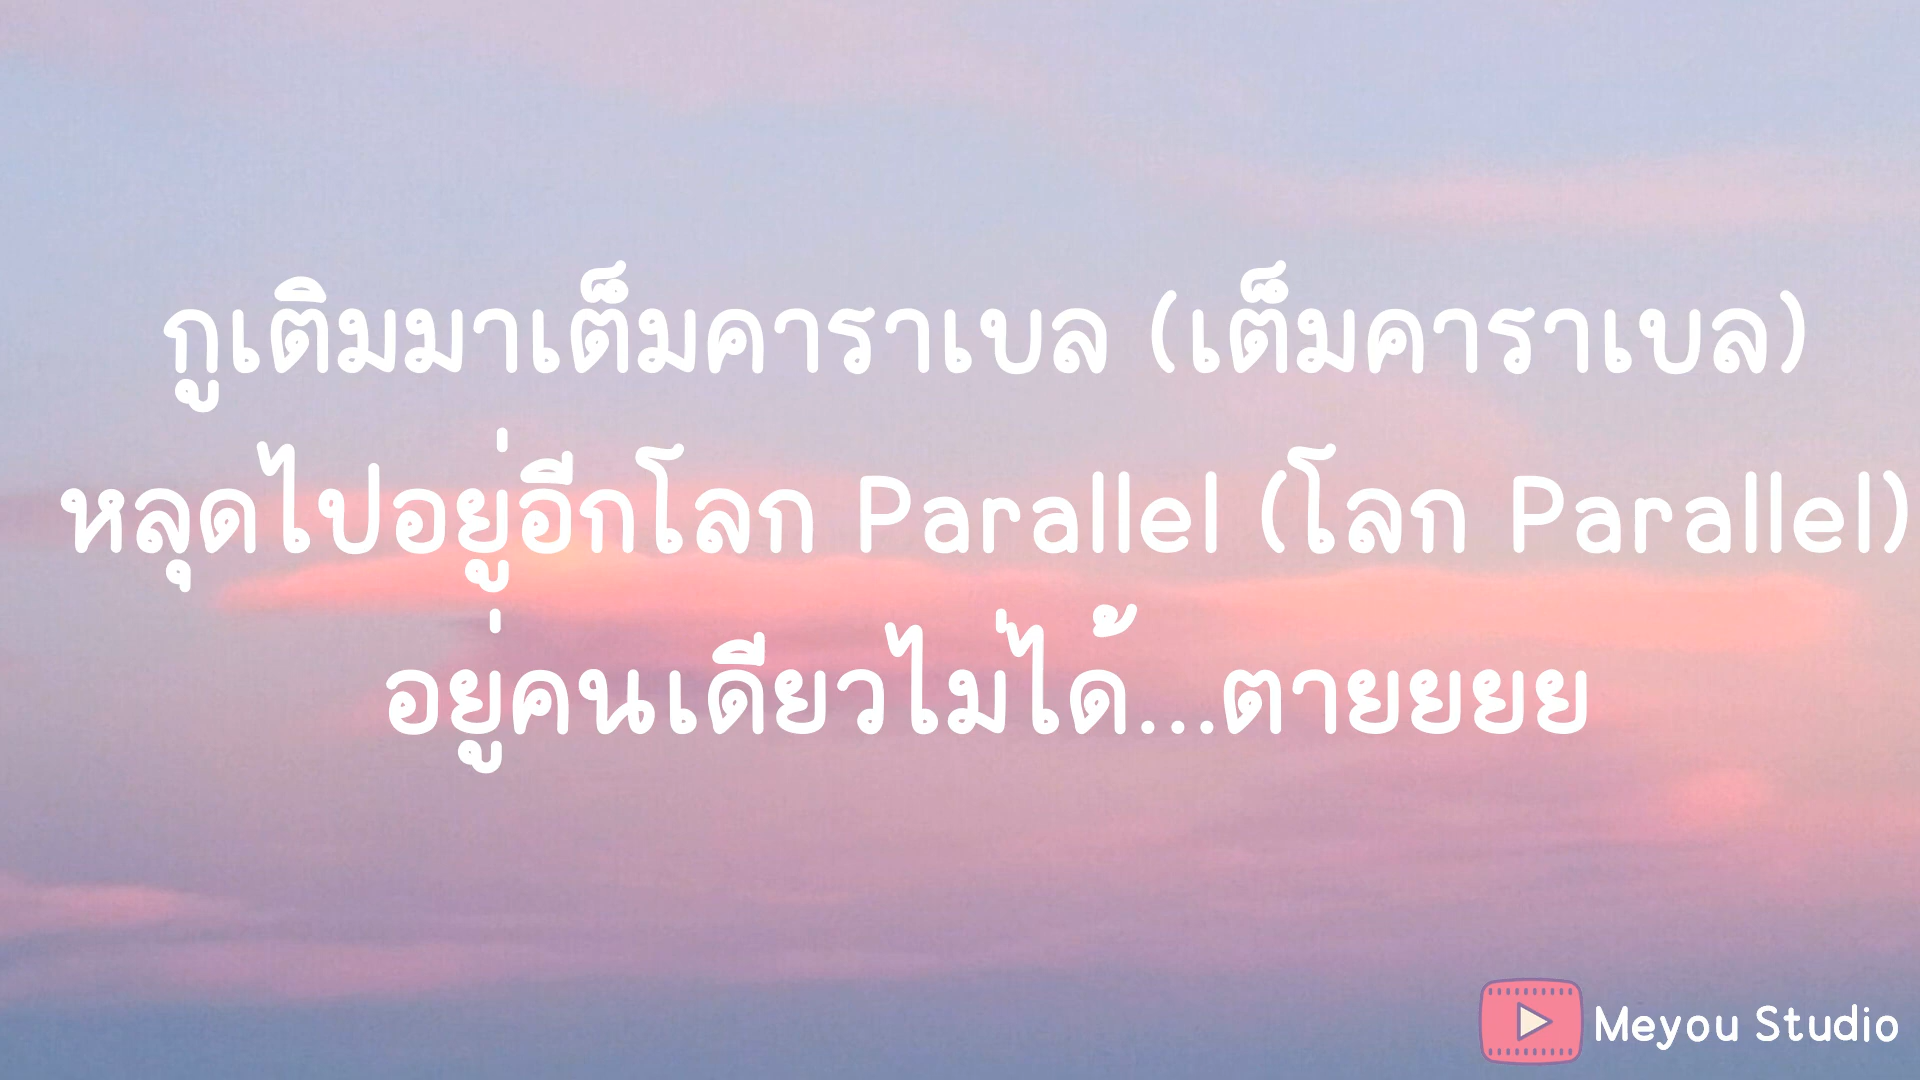 กูเติมมาเต็มคาราเบล (เต็มคาราเบล)
หลุดไปอยู่อีกโลก Parallel (โลก Parallel)
อยู่คนเดียวไม่ได้...ตายยยย
Meyou Studio